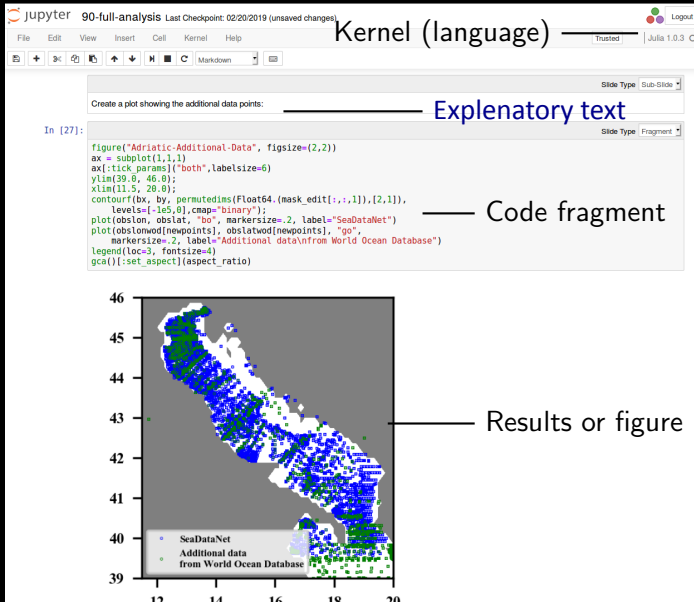 jupyter 90-full-analysis Last Checkpoint: 02/20/2019 (unsaved changes)
Logout
Kernel (language)
File Edit View Insert Cell Kernel Help
Trusted
Julia 1.0.3
Markdown
Slide Type Sub-Slide
Create a plot showing the additional data points:
Explenatory text
In [27]:
Slide Type Fragment
figure("Adriatic-Additional-Data", figsize=(2,2))
ax = subplot(1,1,1)
ax[:tick_params]("both",labelsize=6)
ylim(39.0, 46.0);
xlim(11.5, 20.0);
contourf(bx, by, permutedims(Float64.(mask_edit[:,:,1]),[2,1]),
levels=[-1e5,0],cmap="binary");
plot(obslon, obslat, "bo", markersize=.2, label="SeaDataNet")
plot(obslonwod[newpoints], obslatwod[newpoints], "go",
markersize=.2, label="Additional data\nfrom World Ocean Database")
legend(loc=3, fontsize=4)
gca()[:set_aspect](aspect_ratio)
Code fragment
46
45
44
43
42
41
40
39
Results or figure
SeaDataNet
Additional data
from World Ocean Database
12 14 16 18 20